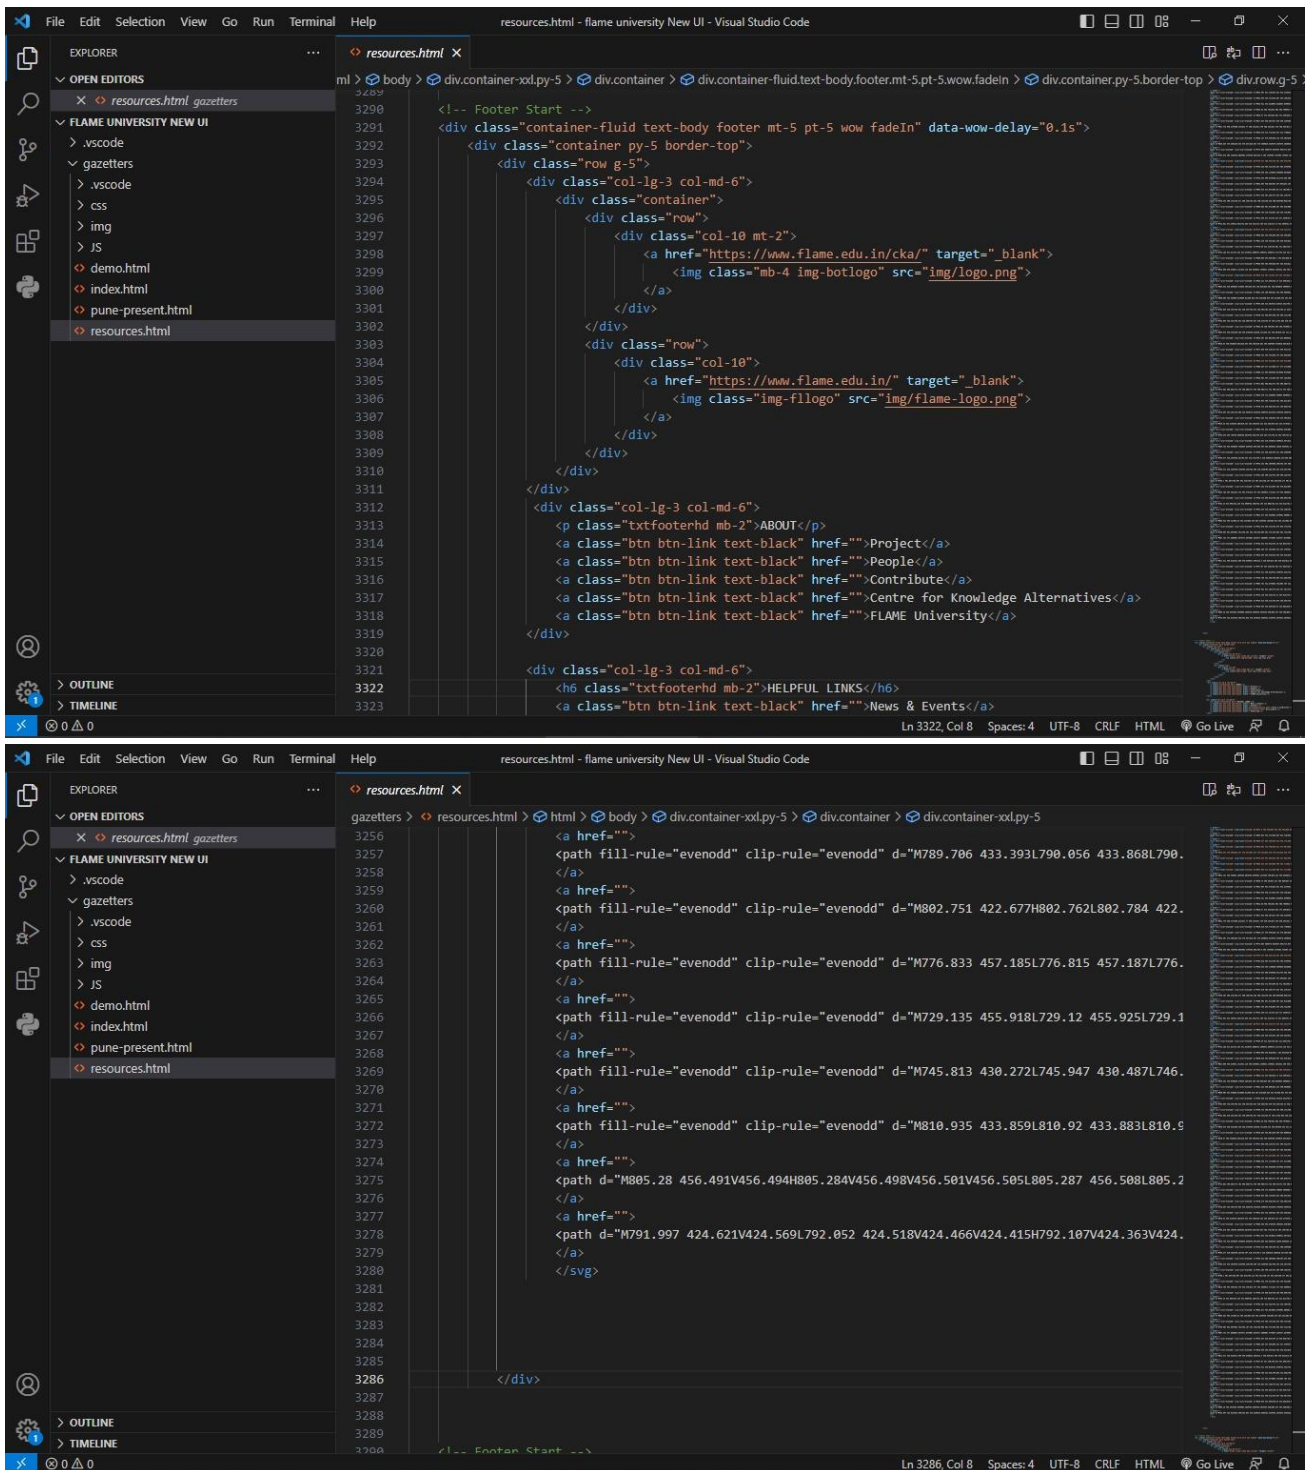 File Edit Selection View Go Run Terminal Help resources.html - flame university New UI - Visual Studio Code
EXPLORER ··· <> resources.html
OPEN EDITORS ml > body > div.container-xxl.py-5 > div.container > div.container-fluid.text-body.footer.mt-5.pt-5.wow.fadeIn > div.container.py-5.border-top > div.row.g-5 >
<> resources.html gazetters
FLAME UNIVERSITY NEW UI
> .vscode
gazetters
> .vscode
> css
> img
> JS
<> demo.html
<> index.html
<> pune-present.html
<> resources.html
OUTLINE
TIMELINE
3289
3290 <!-- Footer Start -->
3291 <div class="container-fluid text-body footer mt-5 pt-5 wow fadeIn" data-wow-delay="0.1s">
3292 <div class="container py-5 border-top">
3293 <div class="row g-5">
3294 <div class="col-lg-3 col-md-6">
3295 <div class="container">
3296 <div class="row">
3297 <div class="col-10 mt-2">
3298 <a href="https://www.flame.edu.in/cka/" target="_blank">
3299 <img class="mb-4 img-botlogo" src="img/logo.png">
3300 </a>
3301 </div>
3302 </div>
3303 <div class="row">
3304 <div class="col-10">
3305 <a href="https://www.flame.edu.in/" target="_blank">
3306 <img class="img-fllogo" src="img/flame-logo.png">
3307 </a>
3308 </div>
3309 </div>
3310 </div>
3311 </div>
3312 <div class="col-lg-3 col-md-6">
3313 <p class="txtfooterhd mb-2">ABOUT</p>
3314 <a class="btn btn-link text-black" href="">Project</a>
3315 <a class="btn btn-link text-black" href="">People</a>
3316 <a class="btn btn-link text-black" href="">Contribute</a>
3317 <a class="btn btn-link text-black" href="">Centre for Knowledge Alternatives</a>
3318 <a class="btn btn-link text-black" href="">FLAME University</a>
3319 </div>
3320
3321 <div class="col-lg-3 col-md-6">
3322 <h6 class="txtfooterhd mb-2">HELPFUL LINKS</h6>
3323 <a class="btn btn-link text-black" href="">News & Events</a>
0 0 Ln 3322, Col 8 Spaces: 4 UTF-8 CRLF HTML Go Live
File Edit Selection View Go Run Terminal Help resources.html - flame university New UI - Visual Studio Code
EXPLORER ··· <> resources.html
OPEN EDITORS gazetters > <> resources.html > html > body > div.container-xxl.py-5 > div.container > div.container-xxl.py-5
<> resources.html gazetters
FLAME UNIVERSITY NEW UI
> .vscode
gazetters
> .vscode
> css
> img
> JS
<> demo.html
<> index.html
<> pune-present.html
<> resources.html
OUTLINE
TIMELINE
3256 <a href="">
3257 <path fill-rule="evenodd" clip-rule="evenodd" d="M789.706 433.393L790.056 433.868L790.
3258 </a>
3259 <a href="">
3260 <path fill-rule="evenodd" clip-rule="evenodd" d="M802.751 422.677H802.762L802.784 422.
3261 </a>
3262 <a href="">
3263 <path fill-rule="evenodd" clip-rule="evenodd" d="M776.833 457.185L776.815 457.187L776.
3264 </a>
3265 <a href="">
3266 <path fill-rule="evenodd" clip-rule="evenodd" d="M729.135 455.918L729.12 455.925L729.1
3267 </a>
3268 <a href="">
3269 <path fill-rule="evenodd" clip-rule="evenodd" d="M745.813 430.272L745.947 430.487L746.
3270 </a>
3271 <a href="">
3272 <path fill-rule="evenodd" clip-rule="evenodd" d="M810.935 433.859L810.92 433.883L810.9
3273 </a>
3274 <a href="">
3275 <path d="M805.28 456.491V456.494H805.284V456.498V456.501V456.505L805.287 456.508L805.2
3276 </a>
3277 <a href="">
3278 <path d="M791.997 424.621V424.569L792.052 424.518V424.466V424.415H792.107V424.363V424.
3279 </a>
3280 </svg>
3281
3282
3283
3284
3285
3286 </div>
3287
3288
3289
3290 <!-- Footer Start -->
0 0 Ln 3286, Col 8 Spaces: 4 UTF-8 CRLF HTML Go Live